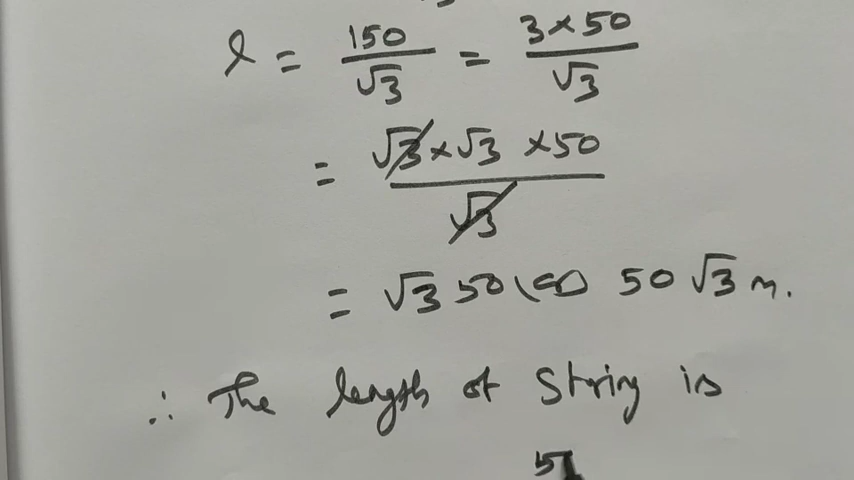 l = 150/√3 = 3×50/√3
= √3×√3 ×50/√3
= √3 50 (or) 50√3 m.
∴ The length of string is
5